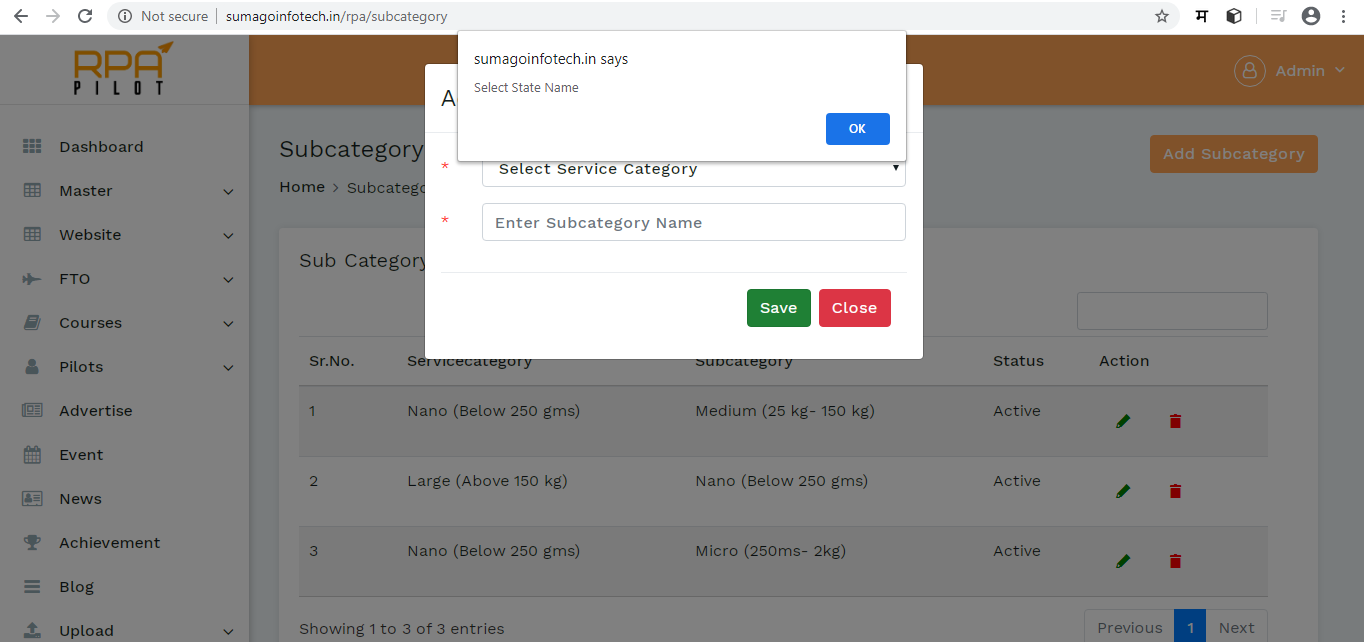 Not secure | sumagoinfotech.in/rpa/subcategory
म
RPA
PILOT
sumagoinfotech.in says
Select State Name
OK
Admin
A
Subcategory
Add Subcategory
Home > Subcatego
* Select Service Category
* Enter Subcategory Name
Save Close
Dashboard
Master
Website
FTO
Courses
Pilots
Advertise
Event
News
Achievement
Blog
Upload
Sub Category
Sr.No. Servicecategory Subcategory Status Action
1 Nano (Below 250 gms) Medium (25 kg- 150 kg) Active
2 Large (Above 150 kg) Nano (Below 250 gms) Active
3 Nano (Below 250 gms) Micro (250ms- 2kg) Active
Showing 1 to 3 of 3 entries
Previous 1 Next